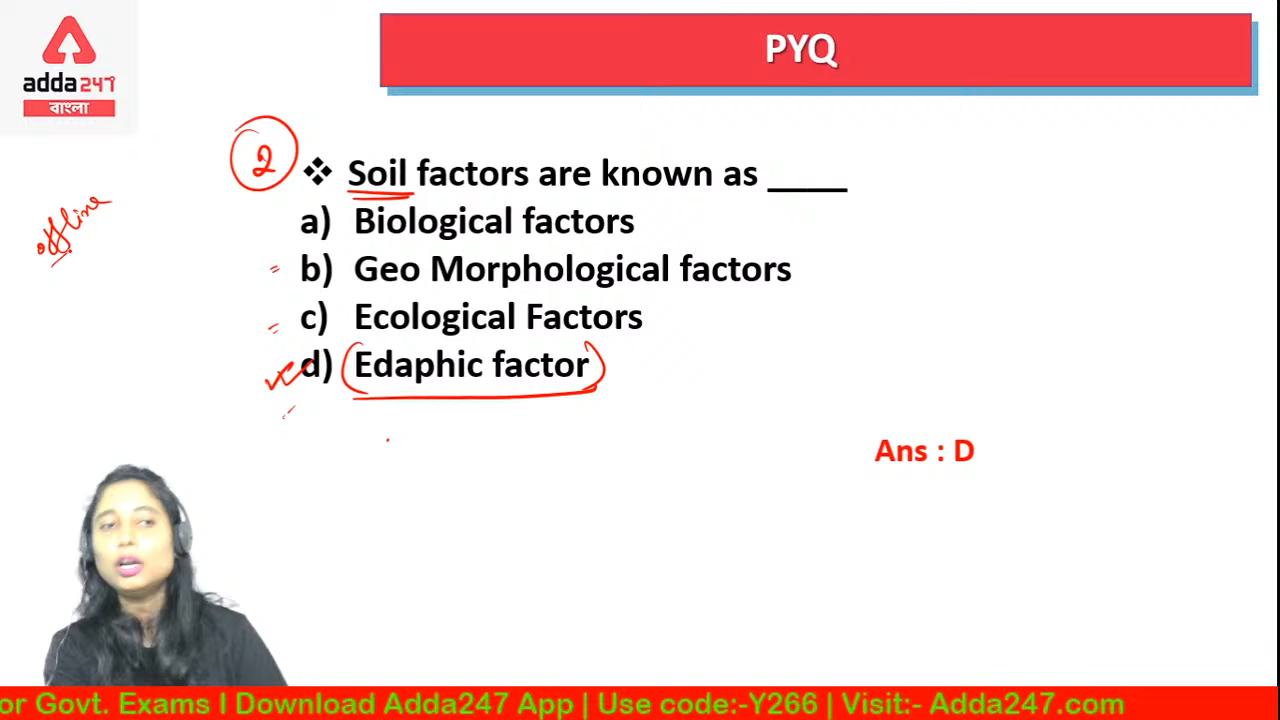 PYQ
adda247
বাংলা
2
❖ Soil factors are known as ____
offline
a) Biological factors
b) Geo Morphological factors
c) Ecological Factors
d) Edaphic factor
Ans : D
or Govt. Exams I Download Adda247 App | Use code:-Y266 | Visit:- Adda247.com